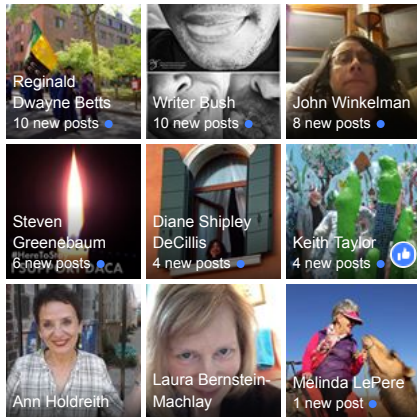 Reginald
Dwayne Betts
10 new posts
Writer Bush
10 new posts
John Winkelman
8 new posts
Steven
Greenebaum
6 new posts
Diane Shipley
DeCillis
4 new posts
Keith Taylor
4 new posts
Ann Holdreith
Laura Bernstein-
Machlay
Melinda LePere
1 new post